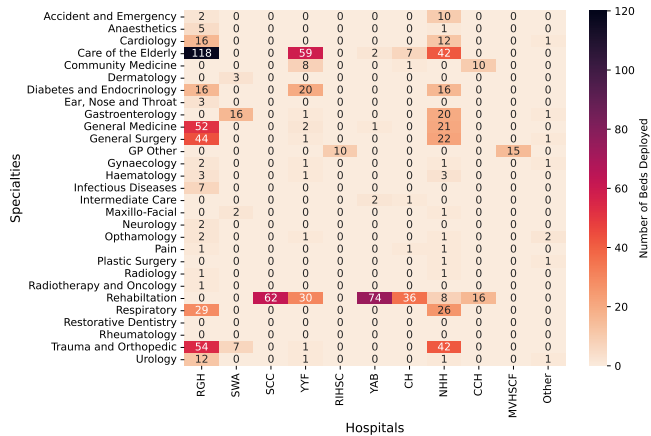 Accident and Emergency 2 0 0 0 0 0 0 10 0 0 0
Anaesthetics 5 0 0 0 0 0 0 1 0 0 0
Cardiology 16 0 0 0 0 0 0 12 0 0 1
Care of the Elderly 118 0 0 59 0 2 7 42 0 0 0
Community Medicine 0 0 0 8 0 0 1 0 10 0 0
Dermatology 0 3 0 0 0 0 0 0 0 0 0
Diabetes and Endocrinology 16 0 0 20 0 0 0 16 0 0 0
Ear, Nose and Throat 3 0 0 0 0 0 0 0 0 0 0
Gastroenterology 0 16 0 1 0 0 0 20 0 0 1
General Medicine 52 0 0 2 0 1 0 21 0 0 0
General Surgery 44 0 0 1 0 0 0 22 0 0 1
GP Other 0 0 0 0 10 0 0 0 0 15 0
Gynaecology 2 0 0 1 0 0 0 1 0 0 1
Haematology 3 0 0 1 0 0 0 3 0 0 0
Infectious Diseases 7 0 0 0 0 0 0 0 0 0 0
Intermediate Care 0 0 0 0 0 2 1 0 0 0 0
Maxillo-Facial 0 2 0 0 0 0 0 1 0 0 0
Neurology 2 0 0 0 0 0 0 0 0 0 0
Opthamology 2 0 0 1 0 0 0 1 0 0 2
Pain 1 0 0 0 0 0 1 1 0 0 0
Plastic Surgery 0 0 0 0 0 0 0 1 0 0 1
Radiology 1 0 0 0 0 0 0 1 0 0 0
Radiotherapy and Oncology 1 0 0 0 0 0 0 0 0 0 0
Rehabiltation 0 0 62 30 0 74 36 8 16 0 0
Respiratory 29 0 0 0 0 0 0 26 0 0 0
Restorative Dentistry 0 0 0 0 0 0 0 0 0 0 0
Rheumatology 0 0 0 0 0 0 0 0 0 0 0
Trauma and Orthopedic 54 7 0 1 0 0 0 42 0 0 0
Urology 12 0 0 1 0 0 0 1 0 0 1
RGH SWA SCC YYF RIHSC YAB CH NHH CCH MVHSCF Other
Hospitals
Specialties
120
100
80
60
40
20
0
Number of Beds Deployed